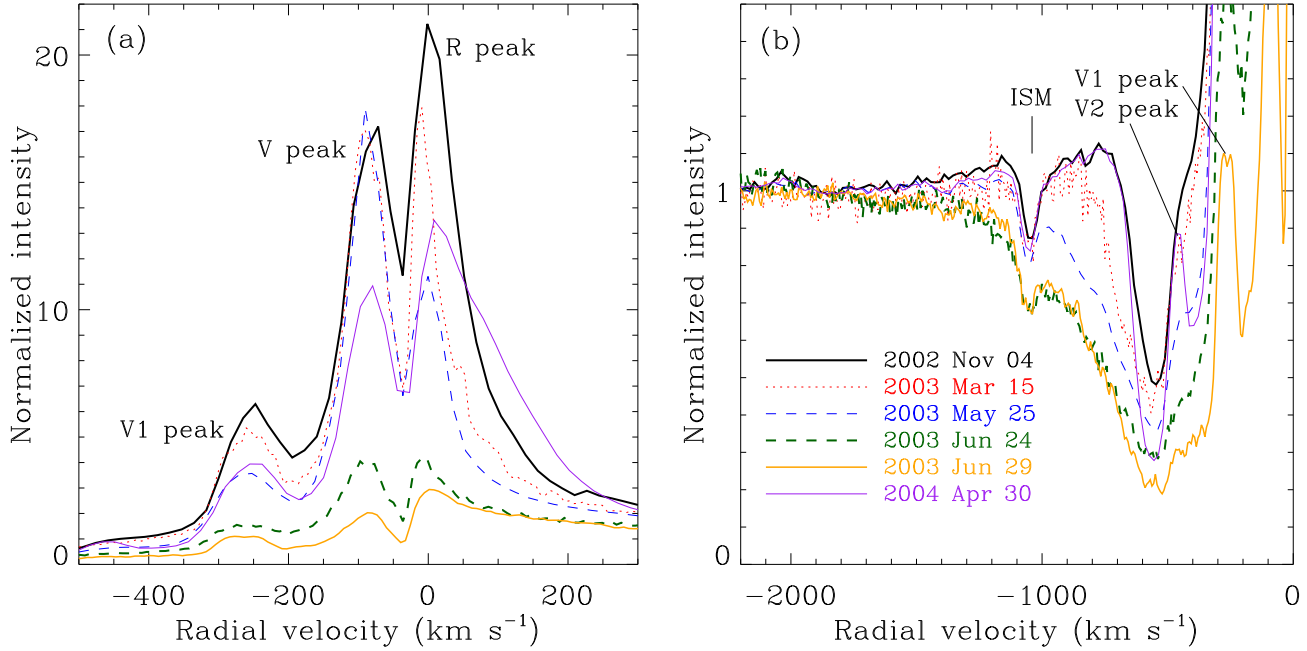 (a)
R peak
V peak
V1 peak
20
10
0
Normalized intensity
−400
−200
0
200
Radial velocity (km s⁻¹)
(b)
ISM
V1 peak
V2 peak
1
0
Normalized intensity
2002 Nov 04
2003 Mar 15
2003 May 25
2003 Jun 24
2003 Jun 29
2004 Apr 30
−2000
−1000
0
Radial velocity (km s⁻¹)